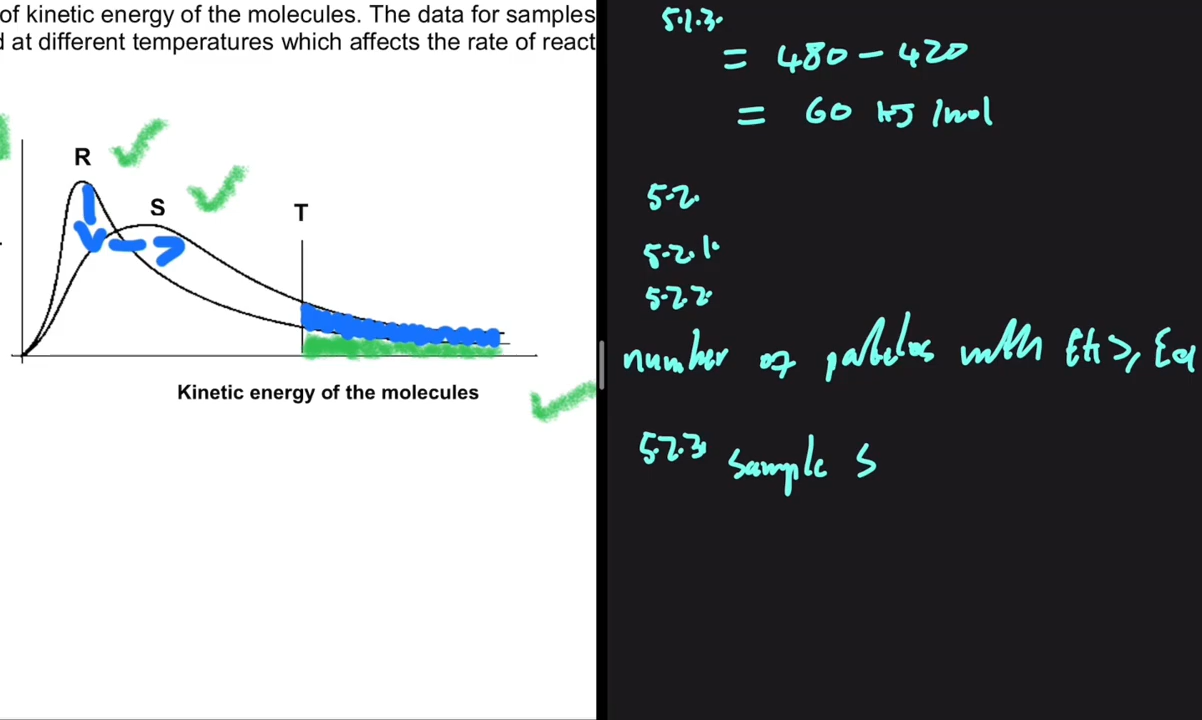 of kinetic energy of the molecules. The data for samples
d at different temperatures which affects the rate of react
R
S
T
Kinetic energy of the molecules
5.1.3.
= 480 - 420
= 60 kJ/mol
5.2.
5.2.1.
5.2.2.
number of particles with Ek ≥ Ea
5.2.3. sample S